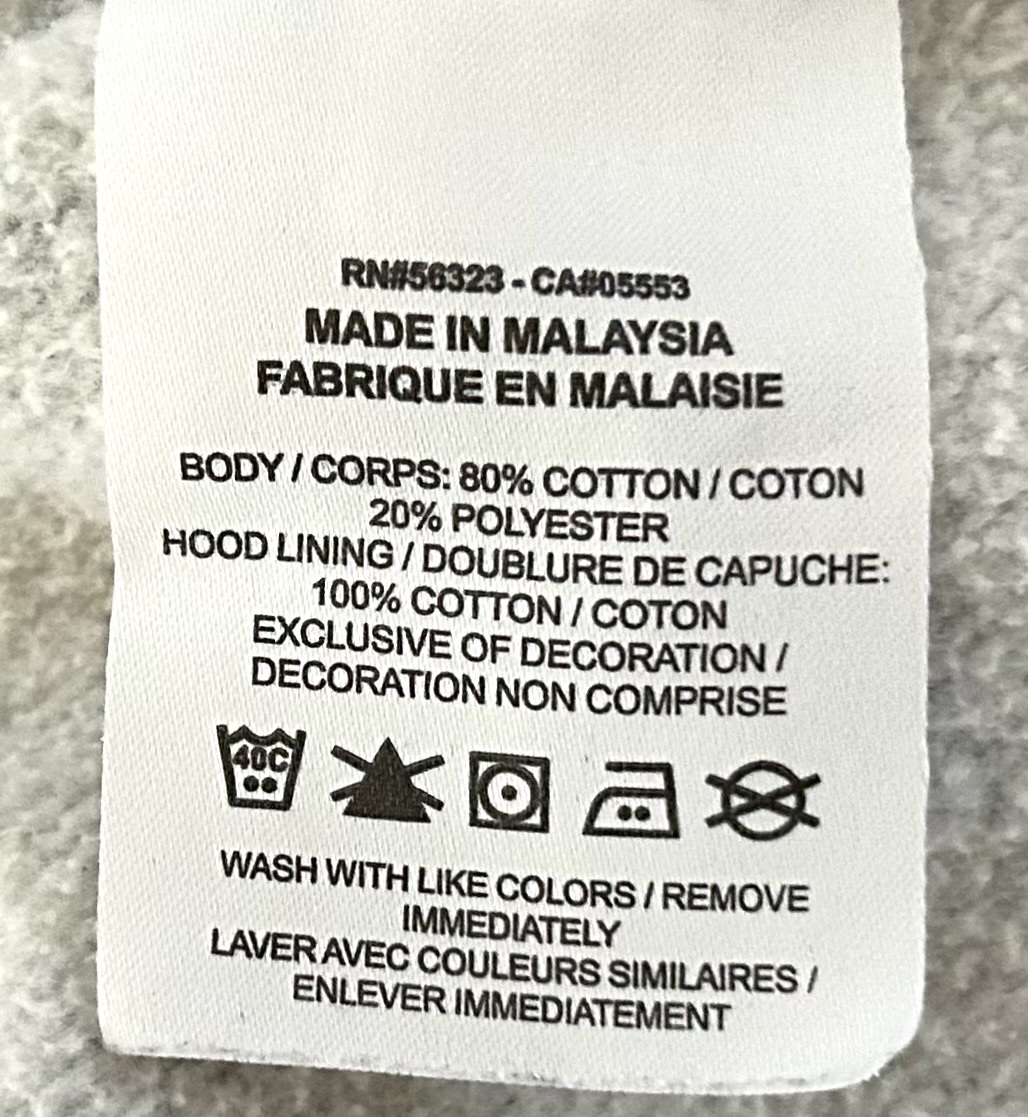 RN#56323 - CA#05553
MADE IN MALAYSIA
FABRIQUE EN MALAISIE
BODY / CORPS: 80% COTTON / COTON
20% POLYESTER
HOOD LINING / DOUBLURE DE CAPUCHE:
100% COTTON / COTON
EXCLUSIVE OF DECORATION /
DECORATION NON COMPRISE
40C
WASH WITH LIKE COLORS / REMOVE
IMMEDIATELY
LAVER AVEC COULEURS SIMILAIRES /
ENLEVER IMMEDIATEMENT